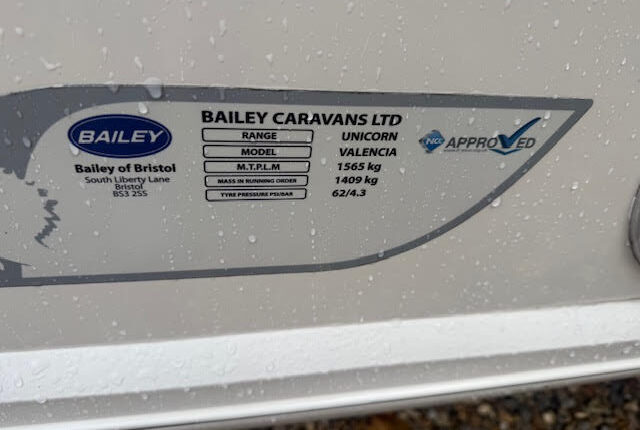 BAILEY
Bailey of Bristol
South Liberty Lane
Bristol
BS3 2SS
BAILEY CARAVANS LTD
RANGE UNICORN
MODEL VALENCIA
M.T.P.L.M 1565 kg
MASS IN RUNNING ORDER 1409 kg
TYRE PRESSURE PSI/BAR 62/4.3
NCC APPROVED